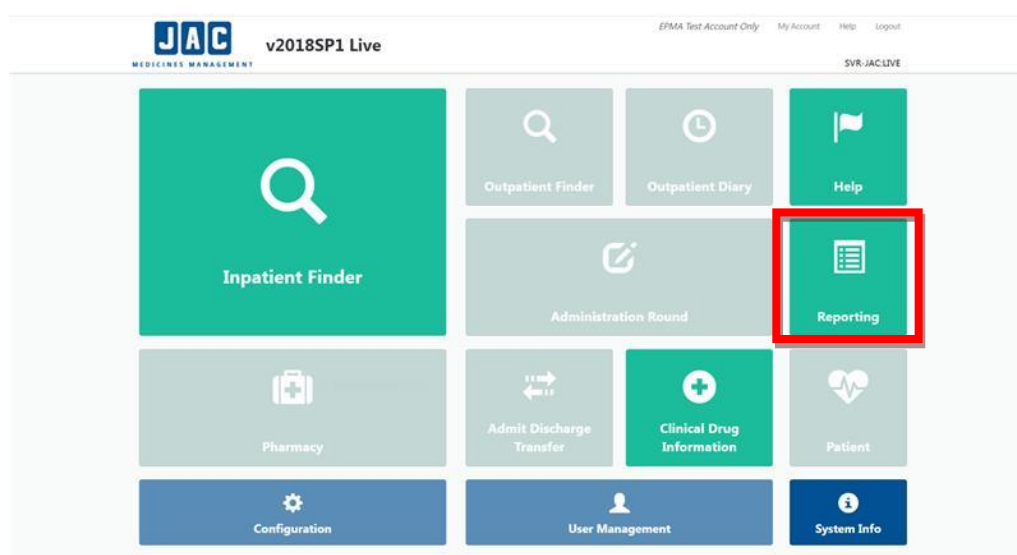 JAC
MEDICINES MANAGEMENT
v2018SP1 Live
EPMA Test Account Only My Account Help Logout
SVR-JAC:LIVE
Inpatient Finder
Outpatient Finder
Outpatient Diary
Help
Administration Round
Reporting
Pharmacy
Admit Discharge
Transfer
Clinical Drug
Information
Patient
Configuration
User Management
System Info